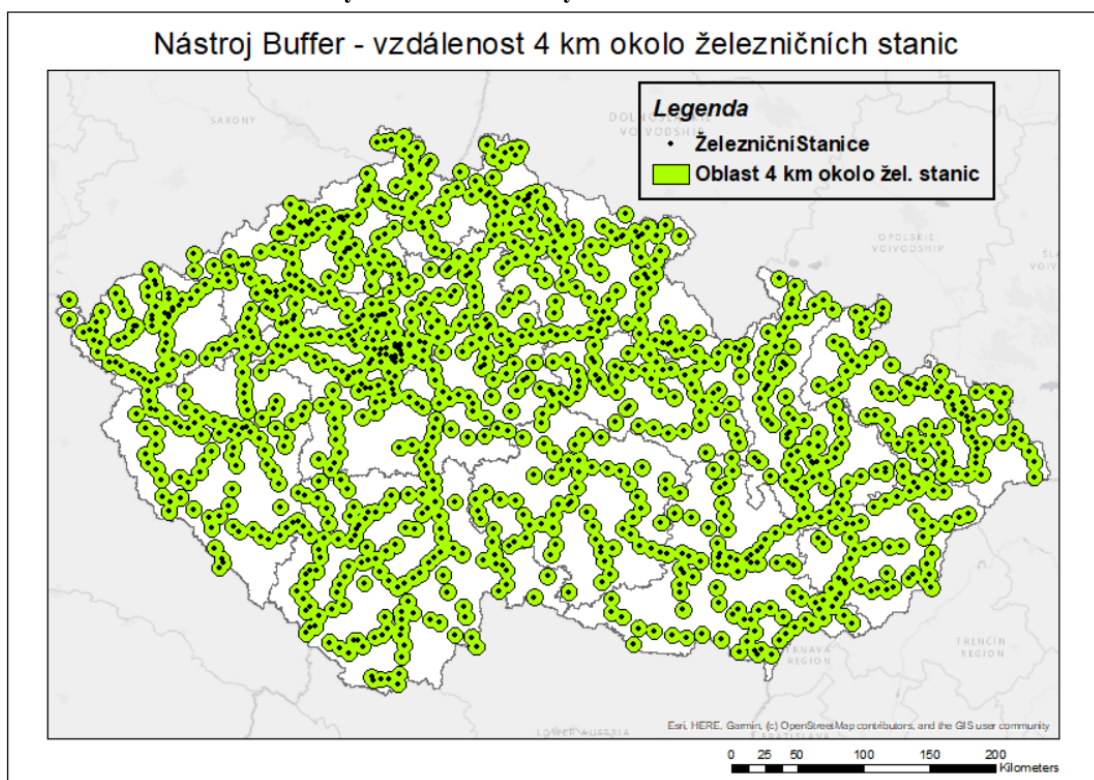 Nástroj Buffer - vzdálenost 4 km okolo železničních stanic
SAXONY
DOLNOŚLĄSKIE
VOIVODSHIP
Legenda
ŽelezničníStanice
Oblast 4 km okolo žel. stanic
OPOLSKIE
VOIVODSHIP
TRNAVA
REGION
TRENČÍN
REGION
LOWER AUSTRIA
Esri, HERE, Garmin, (c) OpenStreetMap contributors, and the GIS user community
0 25 50 100 150 200
Kilometers